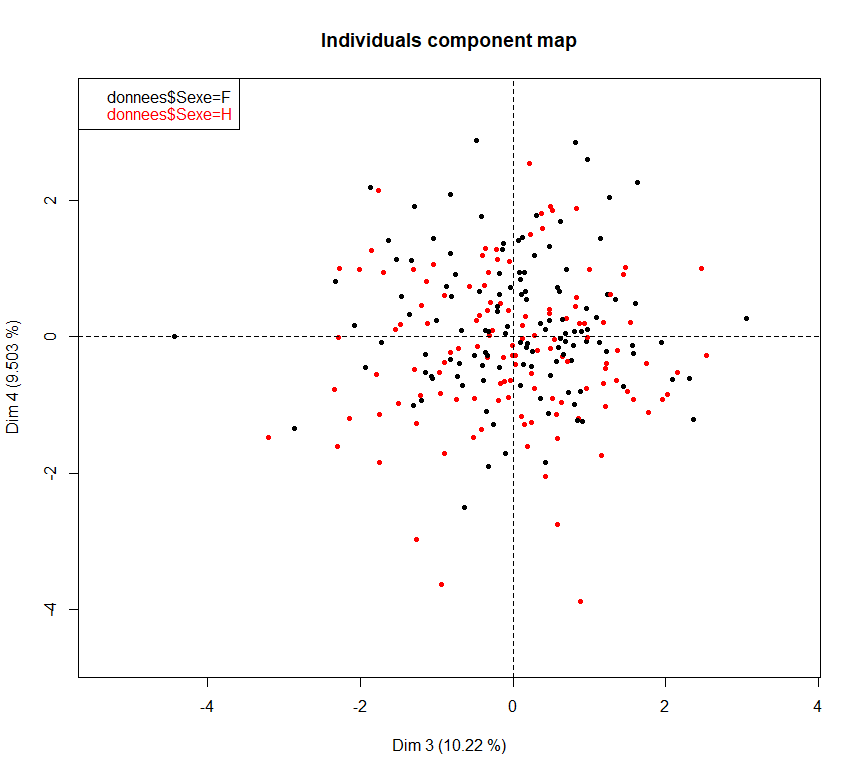 Individuals component map
donnees$Sexe=F
donnees$Sexe=H
2
0
-2
-4
Dim 4 (9.503 %)
-4
-2
0
2
4
Dim 3 (10.22 %)